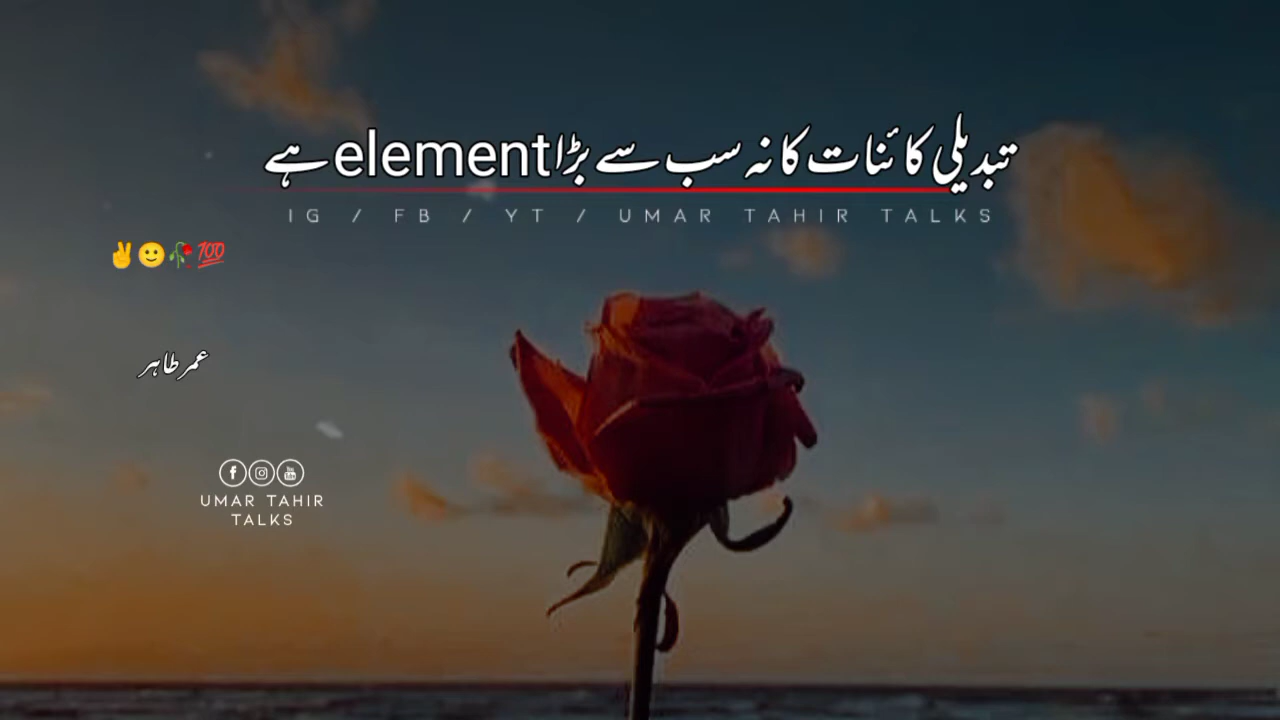 تبدیلی کائنات کا نہ سب سے بڑا element ہے
IG / FB / YT / UMAR TAHIR TALKS
✌🙂🥀💯
عمر طاہر
UMAR TAHIR
TALKS